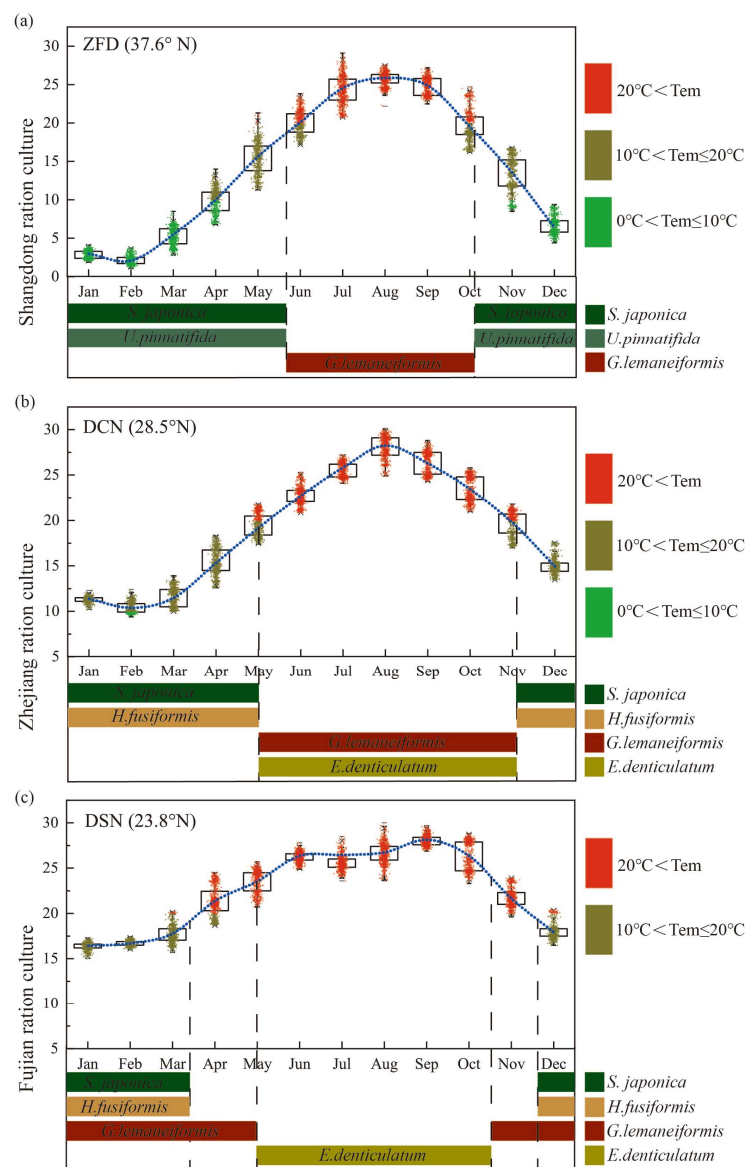 (a)
ZFD (37.6° N)
Shangdong ration culture
30
25
20
15
10
5
0
Jan Feb Mar Apr May Jun Jul Aug Sep Oct Nov Dec
20℃<Tem
10℃<Tem≤20℃
0℃<Tem≤10℃
S. japonica S. japonica
U.pinnatifida U.pinnatifida
G.lemaneiformis
S. japonica
U.pinnatifida
G.lemaneiformis
(b)
DCN (28.5°N)
Zhejiang ration culture
30
25
20
15
10
5
Jan Feb Mar Apr May Jun Jul Aug Sep Oct Nov Dec
20℃<Tem
10℃<Tem≤20℃
0℃<Tem≤10℃
S. japonica
H.fusiformis
G.lemaneiformis
E.denticulatum
S. japonica
H.fusiformis
G.lemaneiformis
E.denticulatum
(c)
DSN (23.8°N)
Fujian ration culture
30
25
20
15
15
5
Jan Feb Mar Apr May Jun Jul Aug Sep Oct Nov Dec
20℃<Tem
10℃<Tem≤20℃
S. japonica
H.fusiformis
G.lemaneiformis
E.denticulatum
S. japonica
H.fusiformis
G.lemaneiformis
E.denticulatum